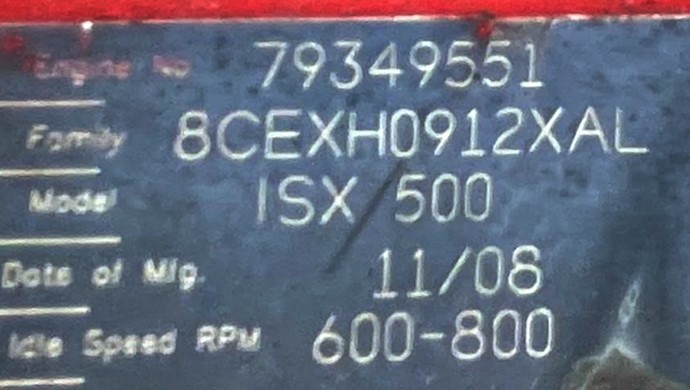 Engine No 79349551
Family 8CEXH0912XAL
Model ISX 500
Date of Mfg. 11/08
Idle Speed RPM 600-800